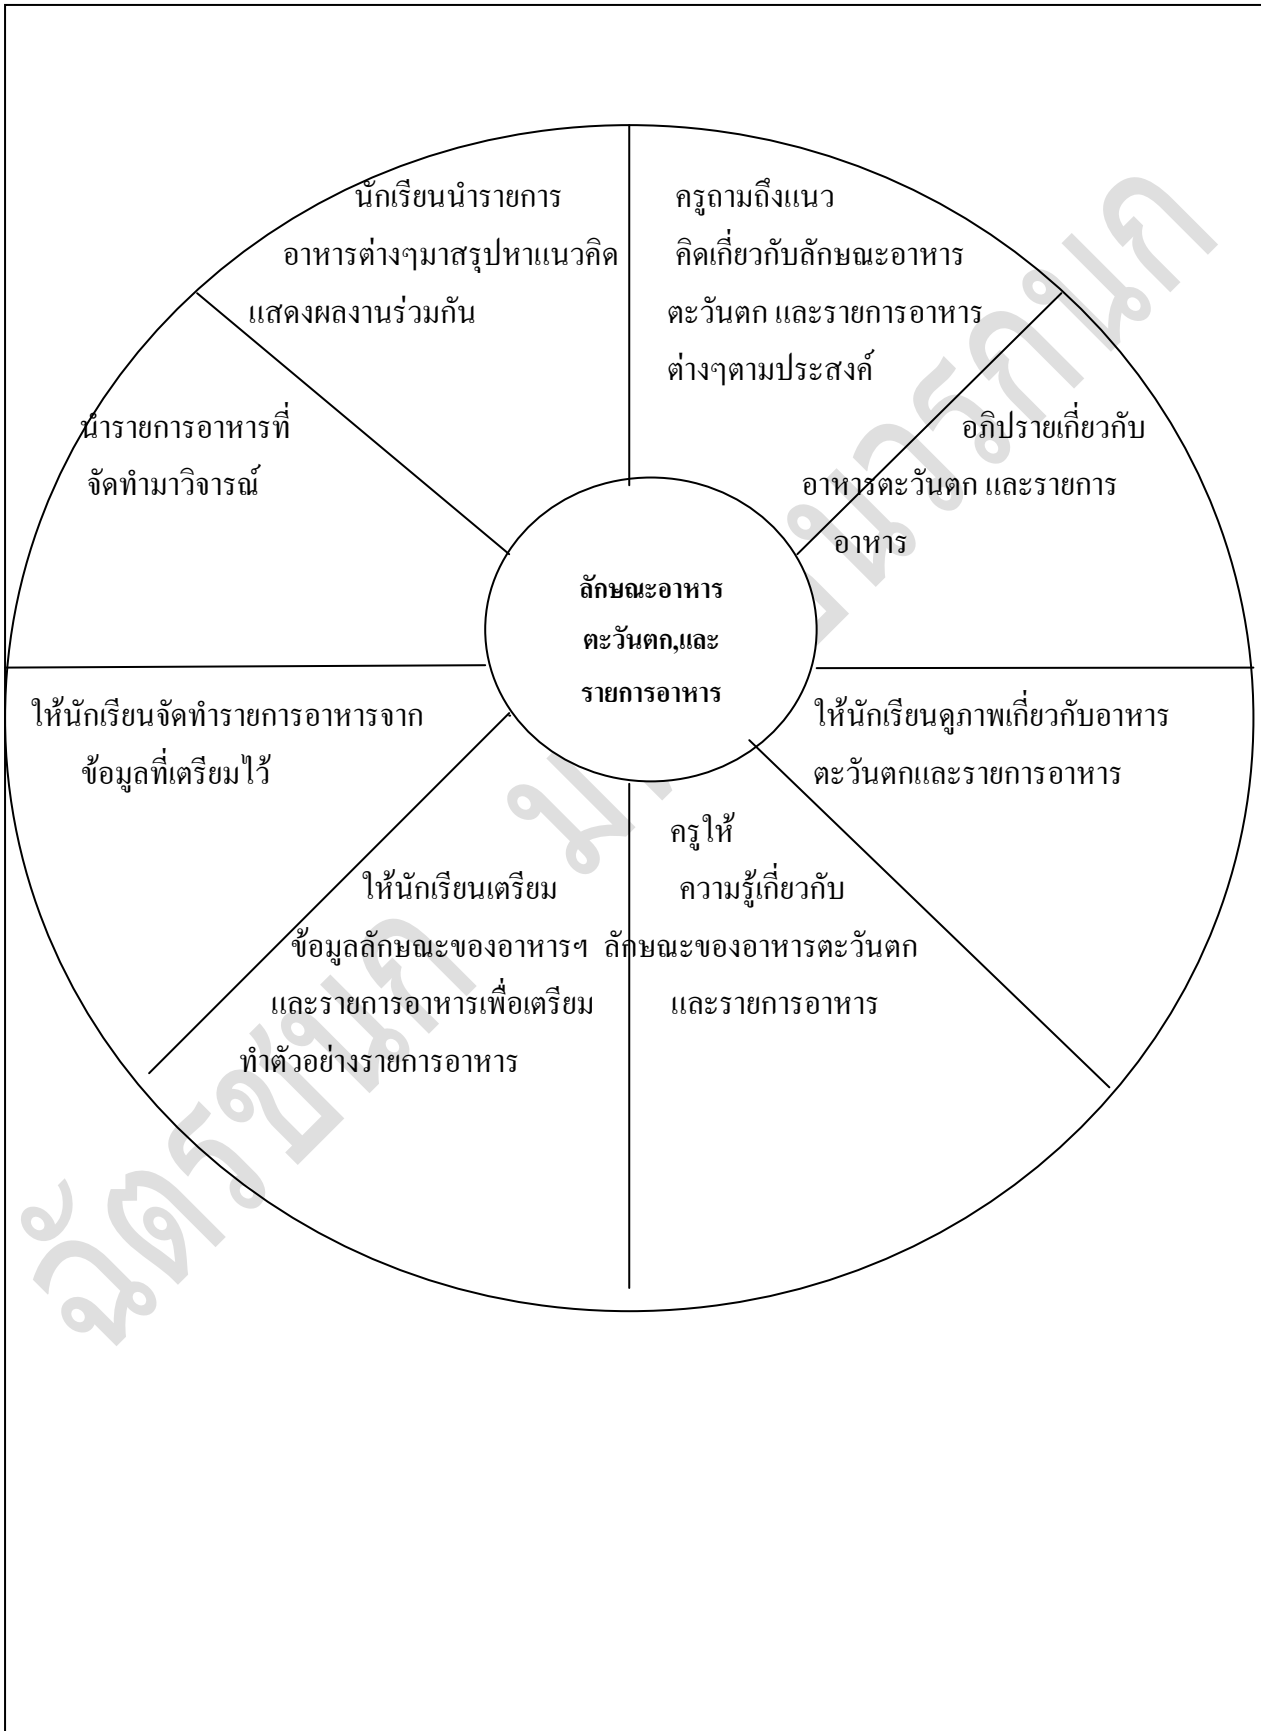 นักเรียนนำรายการ
อาหารต่างๆมาสรุปหาแนวคิด
แสดงผลงานร่วมกัน
ครูถามถึงแนว
คิดเกี่ยวกับลักษณะอาหาร
ตะวันตก และรายการอาหาร
ต่างๆตามประสงค์
นำรายการอาหารที่
จัดทำมาวิจารณ์
อภิปรายเกี่ยวกับ
อาหารตะวันตก และรายการ
อาหาร
ลักษณะอาหาร
ตะวันตก,และ
รายการอาหาร
ให้นักเรียนจัดทำรายการอาหารจาก
ข้อมูลที่เตรียมไว้
ให้นักเรียนดูภาพเกี่ยวกับอาหาร
ตะวันตกและรายการอาหาร
ให้นักเรียนเตรียม
ข้อมูลลักษณะของอาหารฯ
และรายการอาหารเพื่อเตรียม
ทำตัวอย่างรายการอาหาร
ครูให้
ความรู้เกี่ยวกับ
ลักษณะของอาหารตะวันตก
และรายการอาหาร
ฉัตรชนก